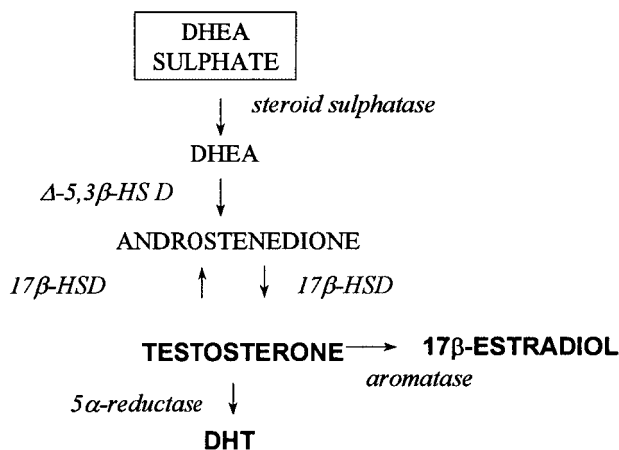 DHEA
SULPHATE
steroid sulphatase
DHEA
Δ-5,3β-HS D
ANDROSTENEDIONE
17β-HSD 17β-HSD
TESTOSTERONE 17β-ESTRADIOL
aromatase
5α-reductase
DHT